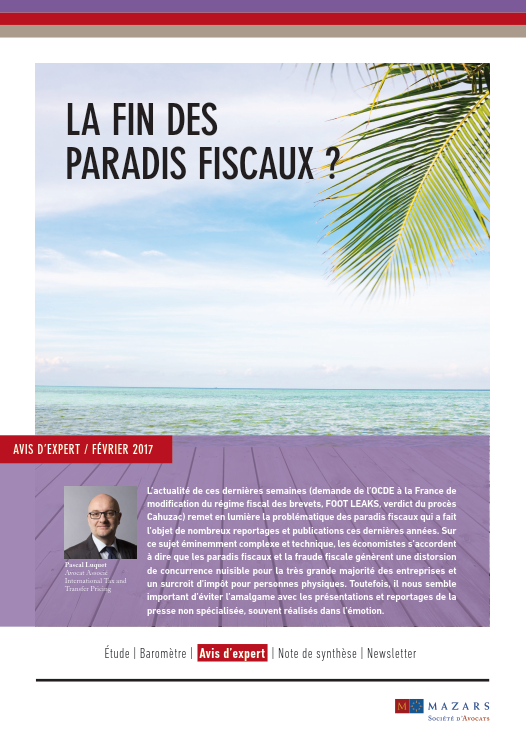 LA FIN DES
PARADIS FISCAUX ?
AVIS D'EXPERT / FÉVRIER 2017
L'actualité de ces dernières semaines (demande de l'OCDE à la France de
modification du régime fiscal des brevets, FOOT LEAKS, verdict du procès
Cahuzac) remet en lumière la problématique des paradis fiscaux qui a fait
l'objet de nombreux reportages et publications ces dernières années. Sur
ce sujet éminemment complexe et technique, les économistes s'accordent
à dire que les paradis fiscaux et la fraude fiscale génèrent une distorsion
de concurrence nuisible pour la très grande majorité des entreprises et
un surcroit d'impôt pour personnes physiques. Toutefois, il nous semble
important d'éviter l'amalgame avec les présentations et reportages de la
presse non spécialisée, souvent réalisés dans l'émotion.
Pascal Luquet
Avocat Associé
International Tax and
Transfer Pricing
Étude | Baromètre | Avis d'expert | Note de synthèse | Newsletter
M MAZARS
SOCIÉTÉ D'AVOCATS